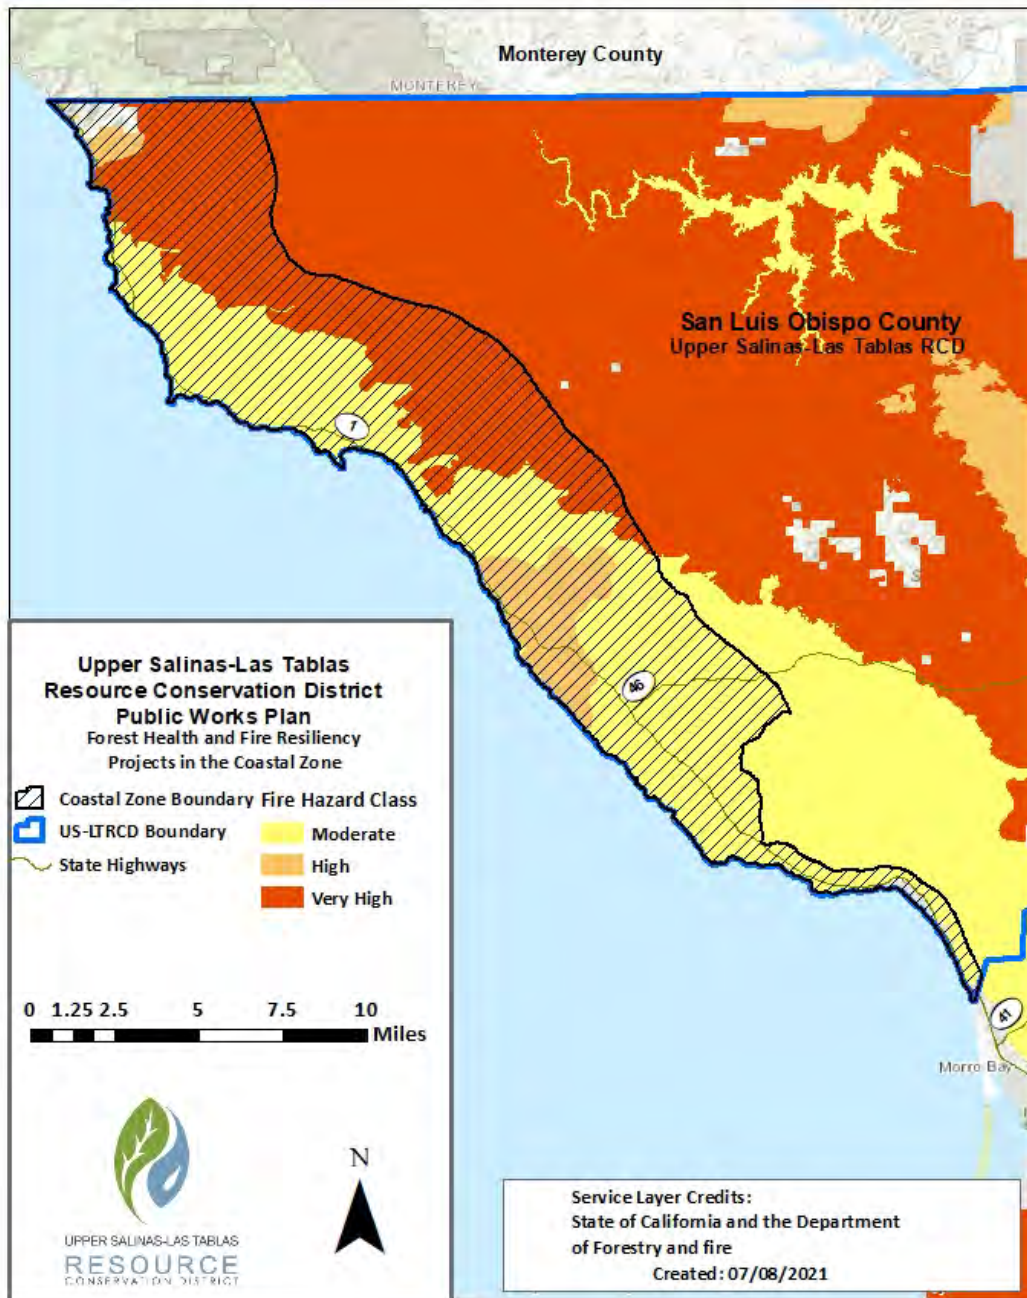 Monterey County
MONTEREY
San Luis Obispo County
Upper Salinas-Las Tablas RCD
1
46
S
41
Morro Bay
Upper Salinas-Las Tablas
Resource Conservation District
Public Works Plan
Forest Health and Fire Resiliency
Projects in the Coastal Zone
Coastal Zone Boundary Fire Hazard Class
US-LTRCD Boundary
Moderate
State Highways
High
Very High
0 1.25 2.5 5 7.5 10
Miles
N
UPPER SALINAS-LAS TABLAS
RESOURCE
CONSERVATION DISTRICT
Service Layer Credits:
State of California and the Department
of Forestry and fire
Created: 07/08/2021